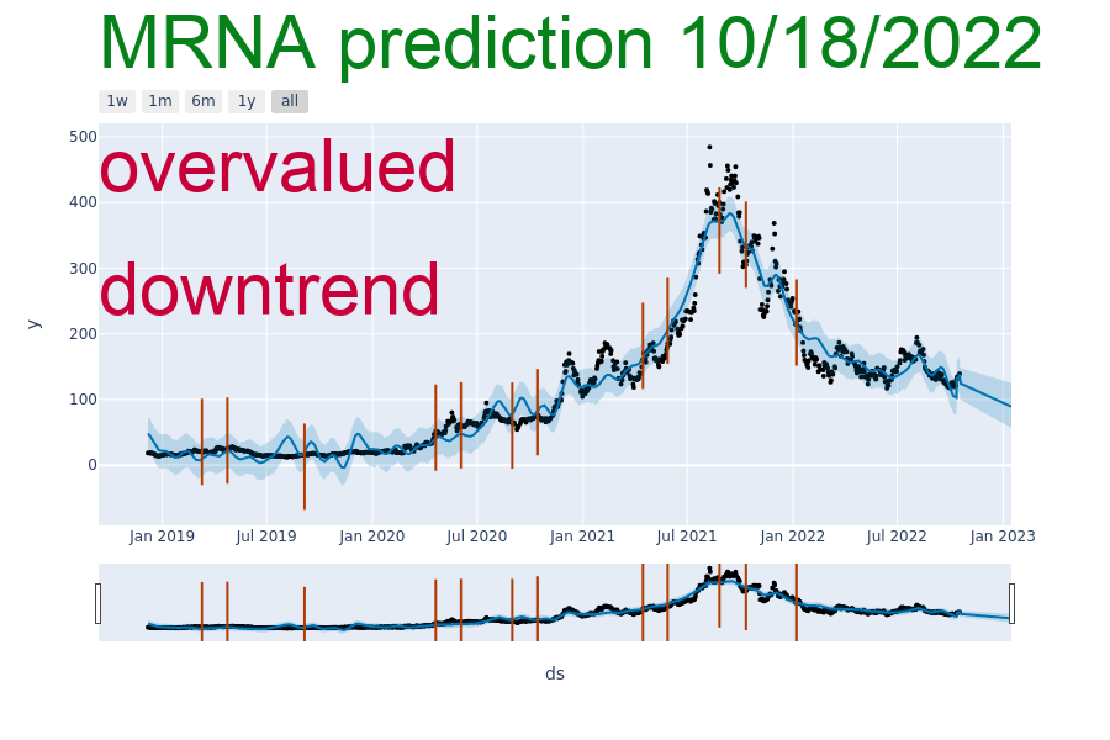 MRNA prediction 10/18/2022
1w 1m 6m 1y all
500
overvalued
400
300
downtrend
y
200
100
0
Jan 2019 Jul 2019 Jan 2020 Jul 2020 Jan 2021 Jul 2021 Jan 2022 Jul 2022 Jan 2023
ds